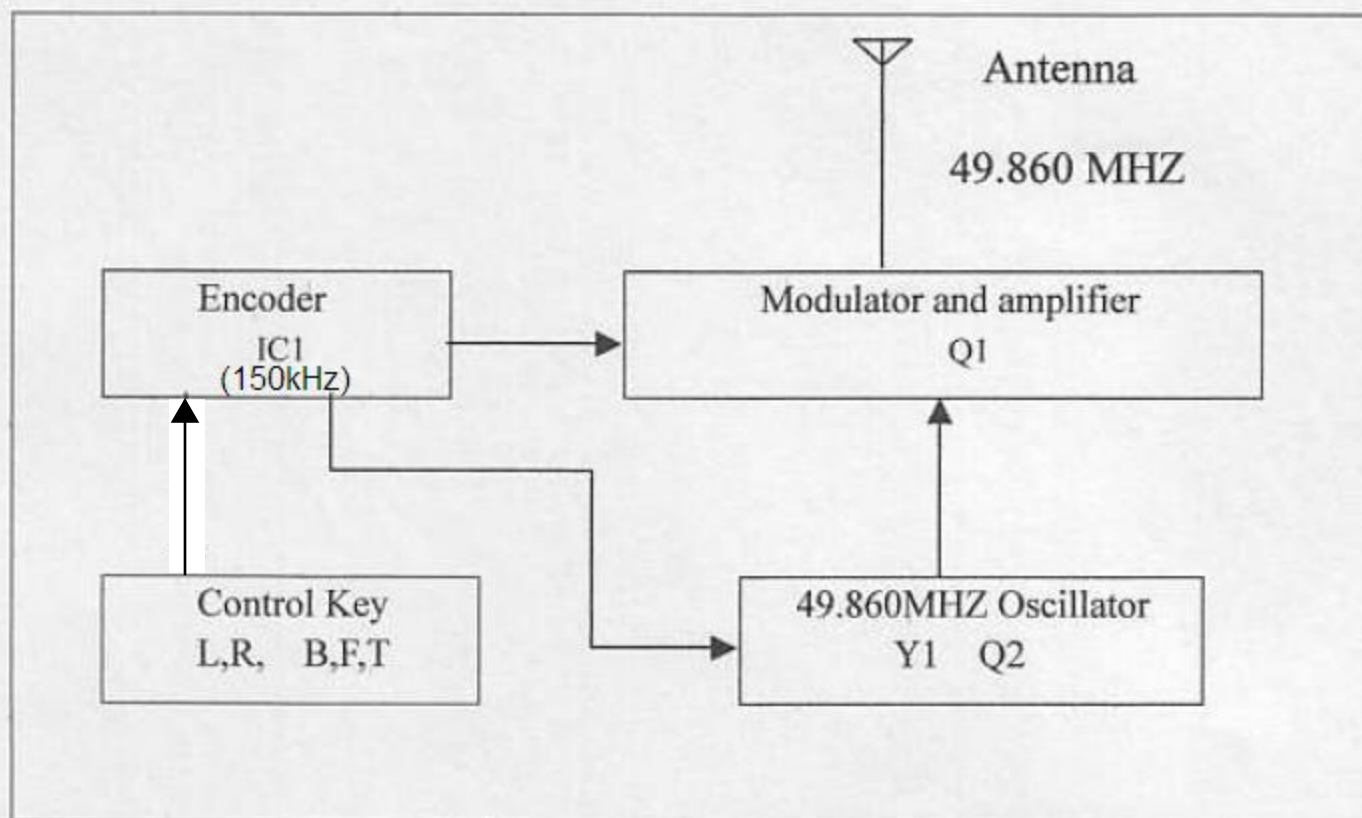 Antenna
49.860 MHZ
Encoder
IC1
(150kHz)
Modulator and amplifier
Q1
Control Key
L,R, B,F,T
49.860MHZ Oscillator
Y1 Q2